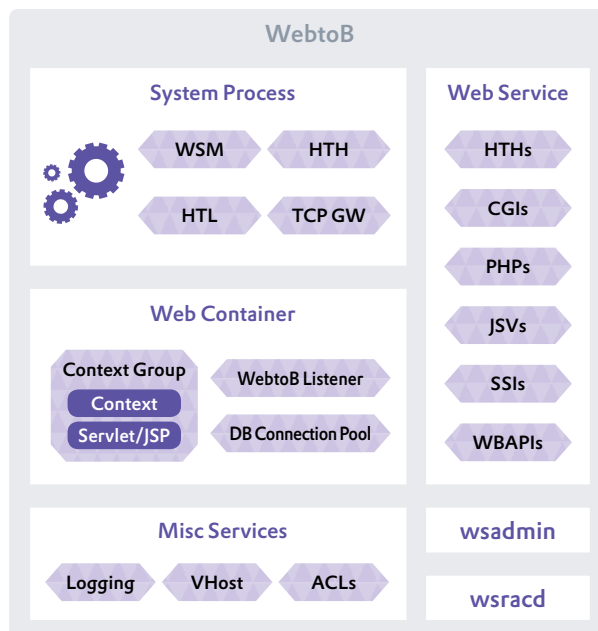 WebtoB
System Process
WSM
HTH
HTL
TCP GW
Web Container
Context Group
Context
Servlet/JSP
WebtoB Listener
DB Connection Pool
Misc Services
Logging
VHost
ACLs
Web Service
HTHs
CGIs
PHPs
JSVs
SSIs
WBAPIs
wsadmin
wsracd